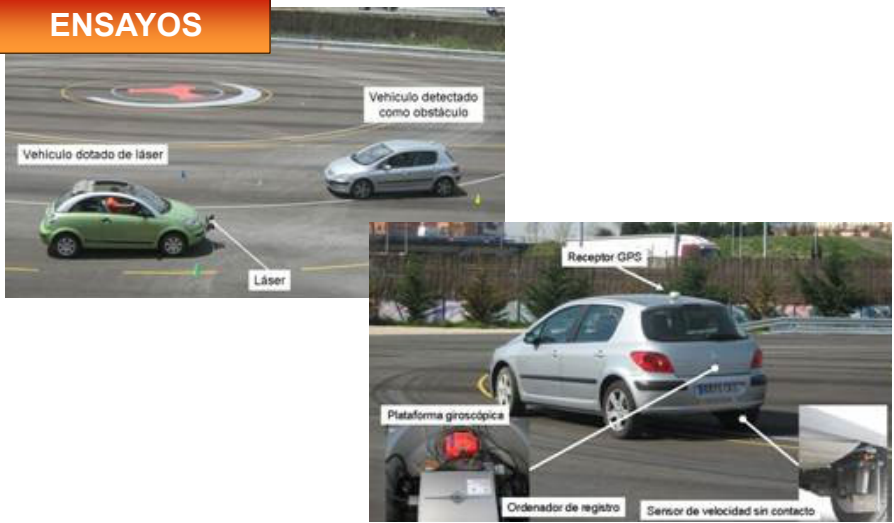 ENSAYOS
Vehículo detectado
como obstáculo
Vehículo dotado de láser
Láser
Receptor GPS
Plataforma giroscópica
Ordenador de registro
Sensor de velocidad sin contacto